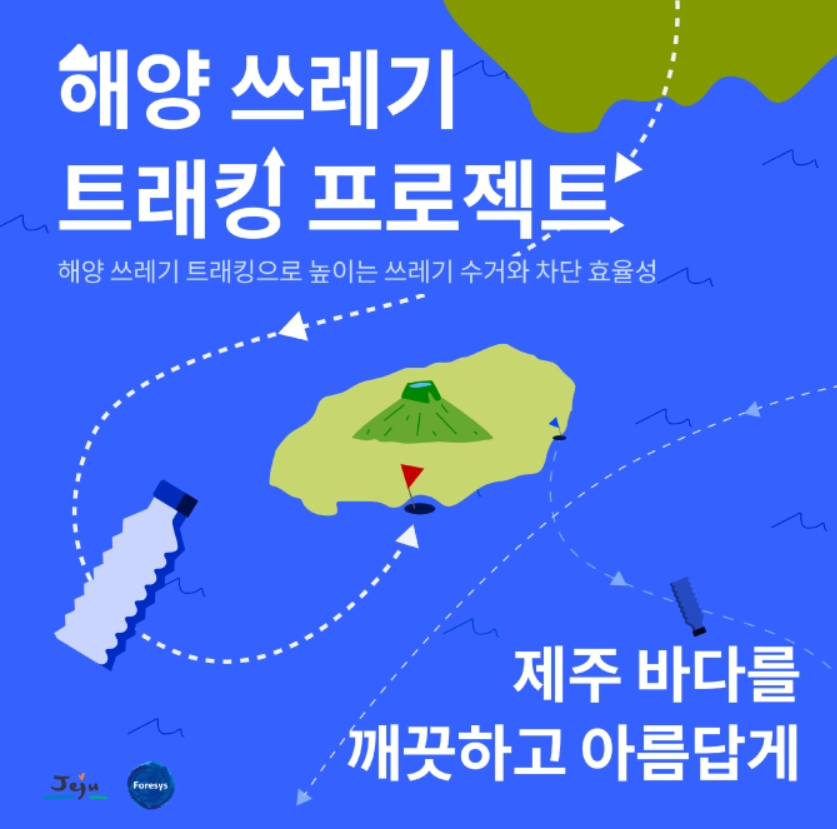 해양 쓰레기
트래킹 프로젝트
해양 쓰레기 트래킹으로 높이는 쓰레기 수거와 차단 효율성
제주 바다를
깨끗하고 아름답게
Jeju
Foresys